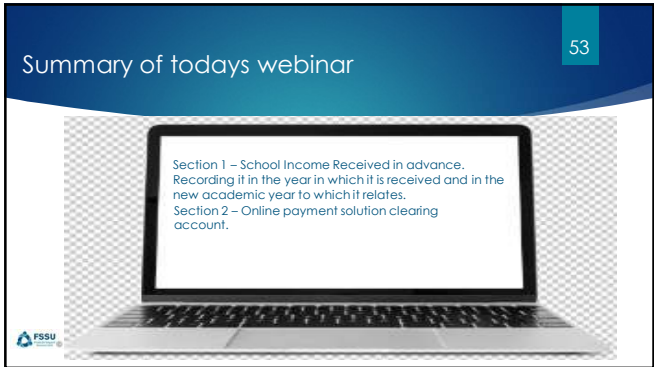 53
Summary of todays webinar
Section 1 – School Income Received in advance.
Recording it in the year in which it is received and in the
new academic year to which it relates.
Section 2 – Online payment solution clearing
account.
FSSU